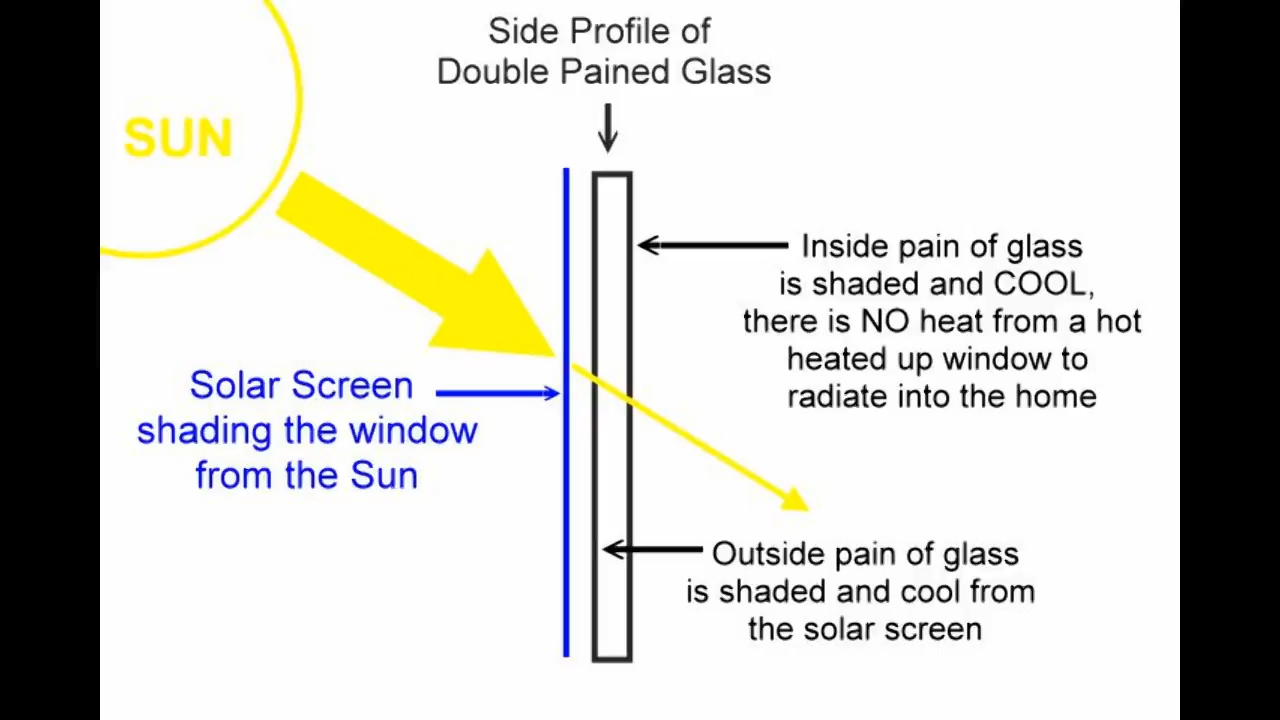 Side Profile of
Double Pained Glass
SUN
Inside pain of glass
is shaded and COOL,
there is NO heat from a hot
heated up window to
radiate into the home
Solar Screen
shading the window
from the Sun
Outside pain of glass
is shaded and cool from
the solar screen